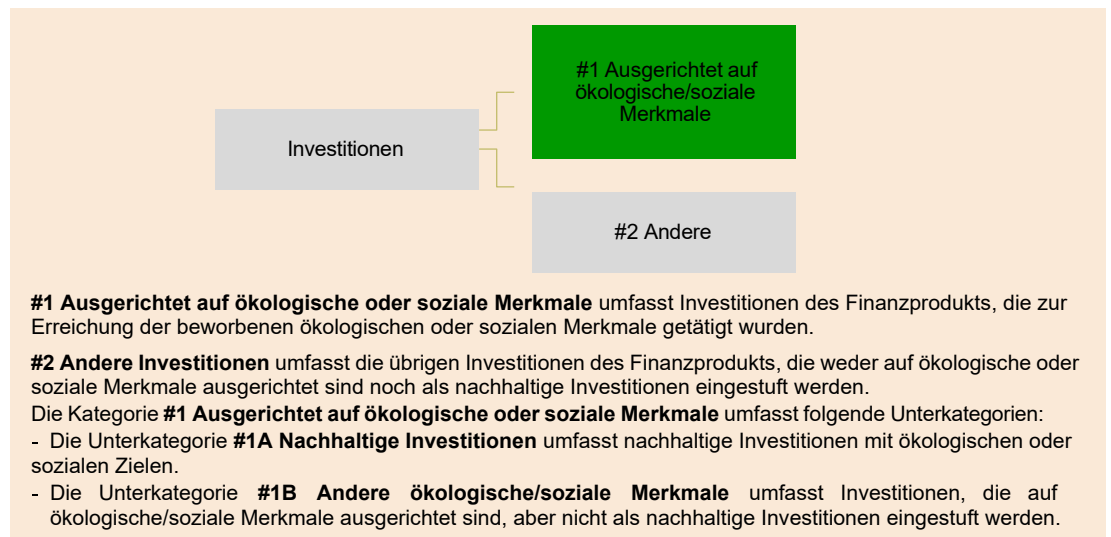 #1 Ausgerichtet auf
ökologische/soziale
Merkmale
Investitionen
#2 Andere
#1 Ausgerichtet auf ökologische oder soziale Merkmale umfasst Investitionen des Finanzprodukts, die zur
Erreichung der beworbenen ökologischen oder sozialen Merkmale getätigt wurden.
#2 Andere Investitionen umfasst die übrigen Investitionen des Finanzprodukts, die weder auf ökologische oder
soziale Merkmale ausgerichtet sind noch als nachhaltige Investitionen eingestuft werden.
Die Kategorie #1 Ausgerichtet auf ökologische oder soziale Merkmale umfasst folgende Unterkategorien:
- Die Unterkategorie #1A Nachhaltige Investitionen umfasst nachhaltige Investitionen mit ökologischen oder
sozialen Zielen.
- Die Unterkategorie #1B Andere ökologische/soziale Merkmale umfasst Investitionen, die auf
ökologische/soziale Merkmale ausgerichtet sind, aber nicht als nachhaltige Investitionen eingestuft werden.